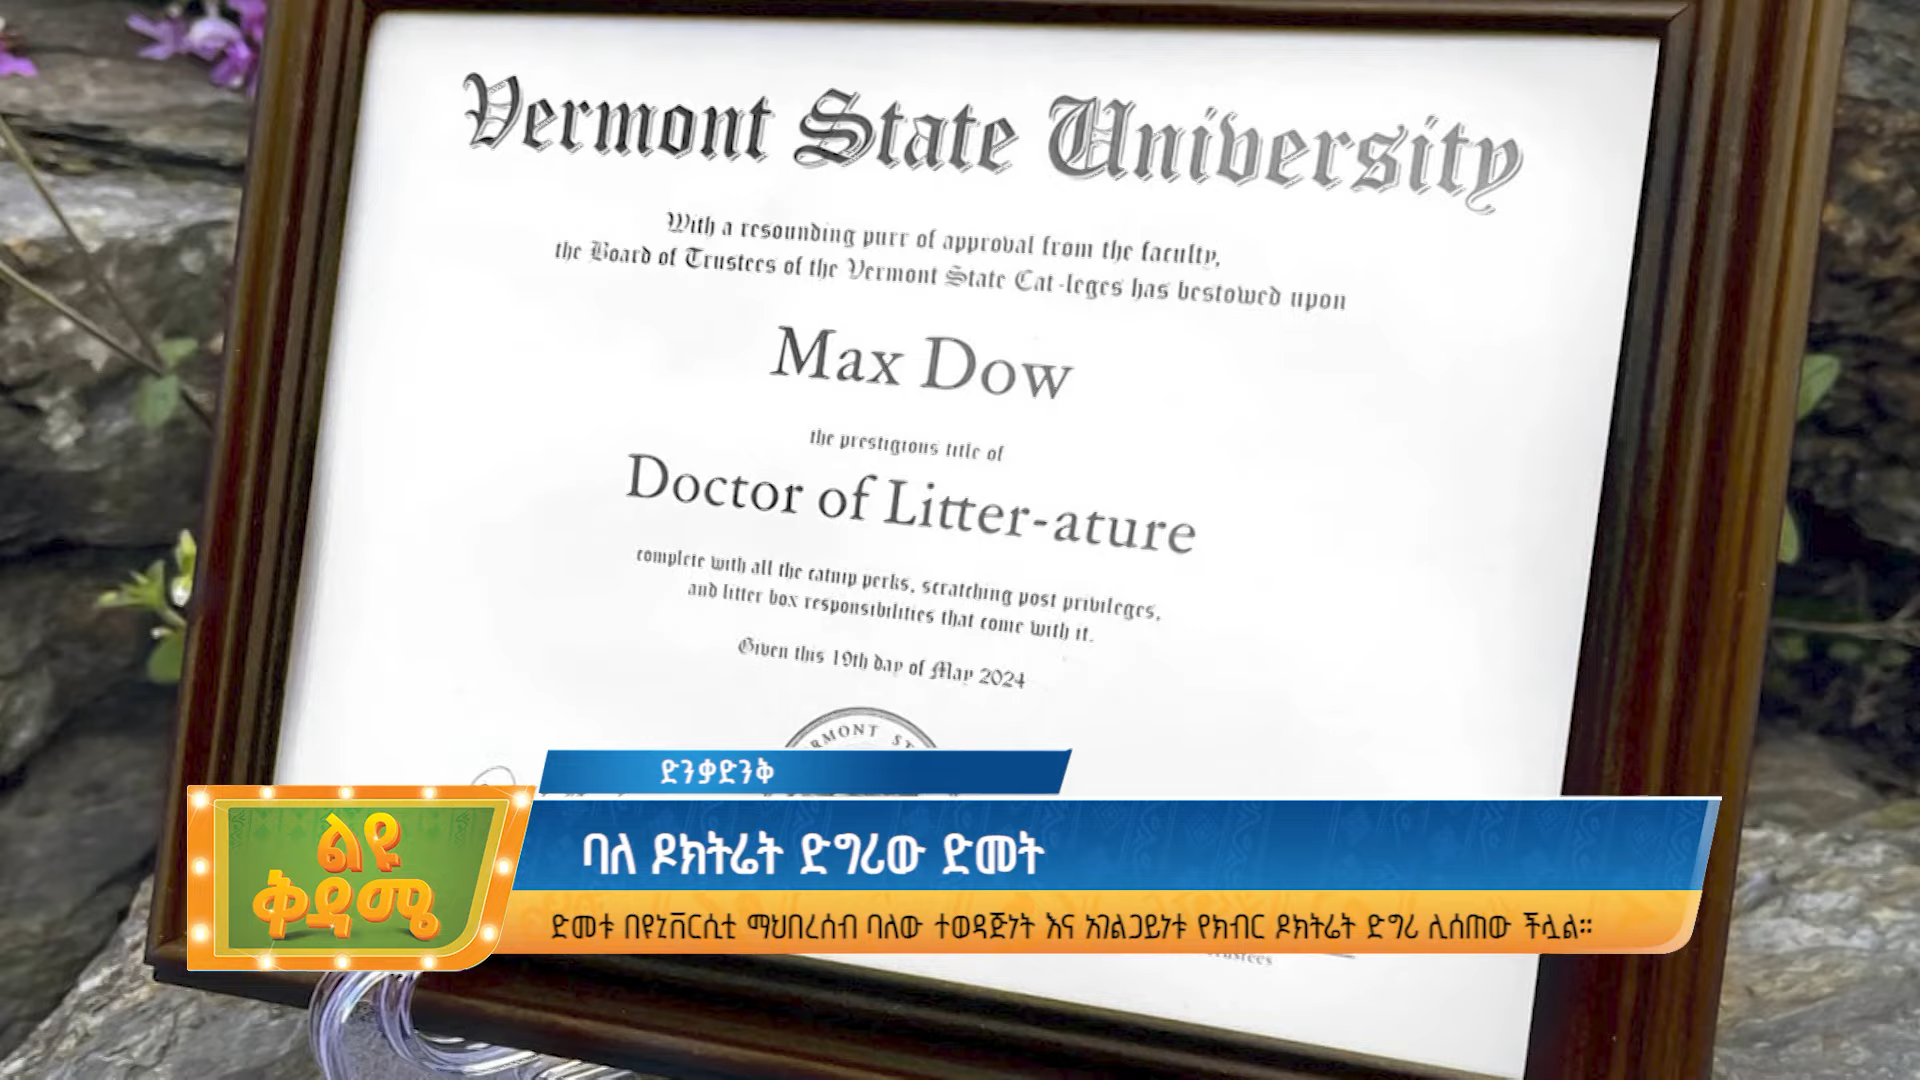 Vermont State University
With a resounding purr of approval from the faculty,
the Board of Trustees of the Vermont State Cat-leges has bestowed upon
Max Dow
the prestigious title of
Doctor of Litter-ature
complete with all the catnip perks, scratching post privileges,
and litter box responsibilities that come with it.
Given this 19th day of May 2024
ድንቃድንቅ
ልዩ
ቅዳሜ
ባለ ዶክትሬት ድግሪው ድመት
ድመቱ በዩኒቨርሲቲ ማህበረሰብ ባለው ተወዳጅነት እና አገልጋይነቱ የክብር ዶክትሬት ድግሪ ሊሰጠው ችሏል።